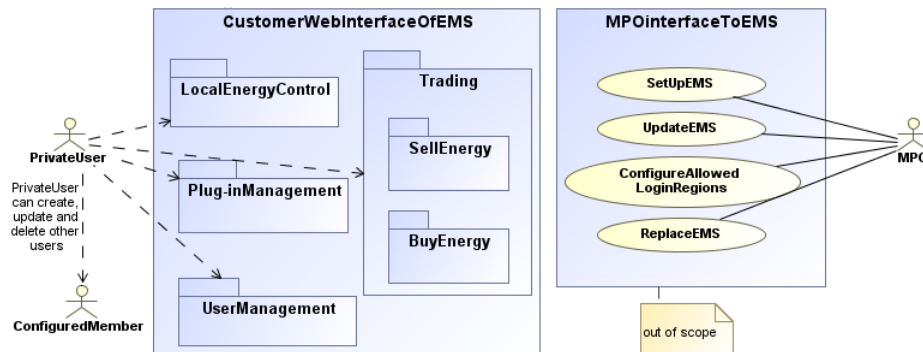 CustomerWebInterfaceOfEMS
LocalEnergyControl
Trading
SellEnergy
BuyEnergy
Plug-inManagement
UserManagement
PrivateUser
PrivateUser
can create,
update and
delete other
users
ConfiguredMember
MPOinterfaceToEMS
SetUpEMS
UpdateEMS
ConfigureAllowed
LoginRegions
ReplaceEMS
MPO
out of scope